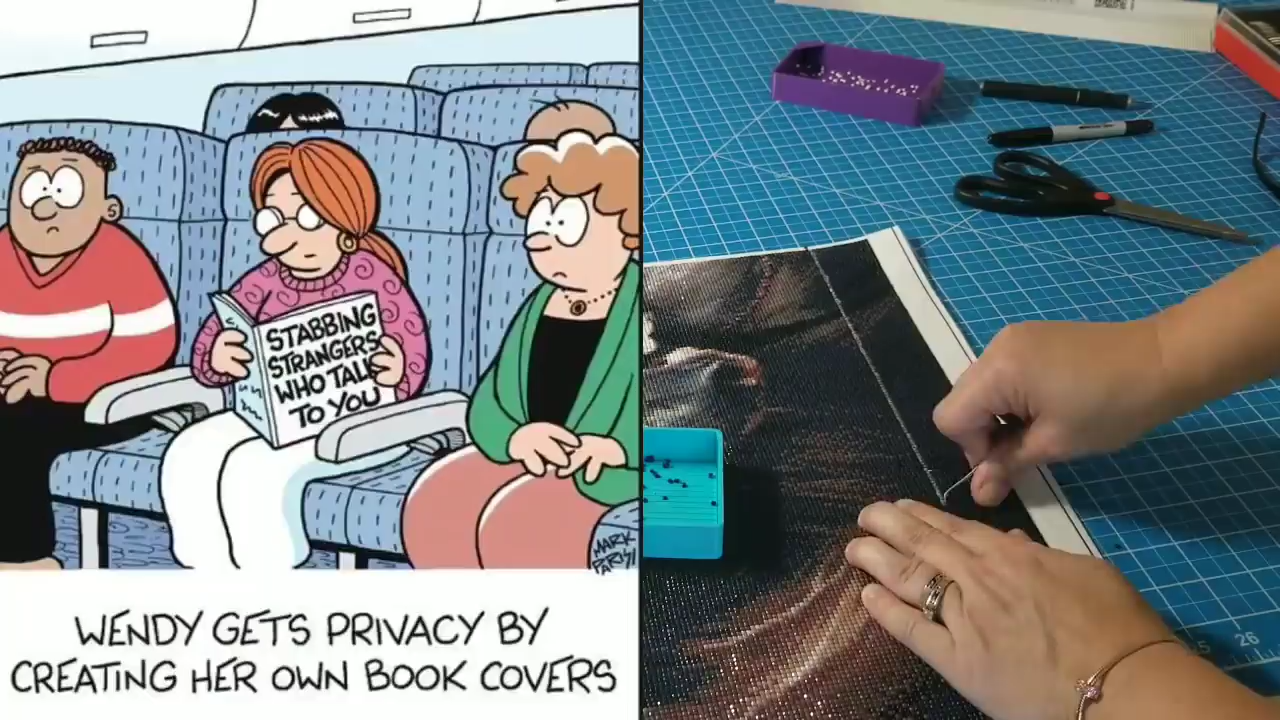 STABBING
STRANGERS
WHO TALK
TO YOU
MARK
PARISI
WENDY GETS PRIVACY BY
CREATING HER OWN BOOK COVERS
26